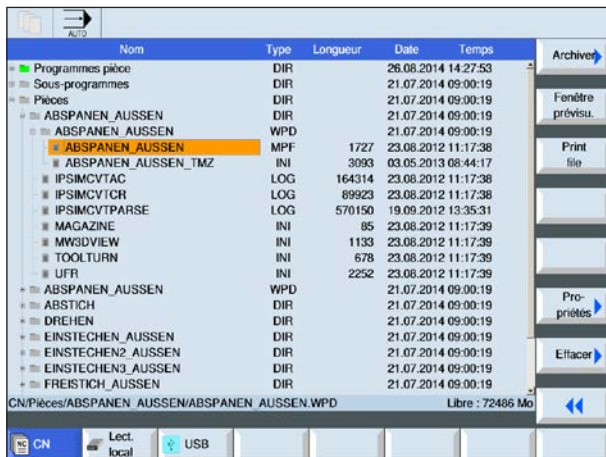 AUTO
Nom Type Longueur Date Temps
Programmes pièce DIR 26.08.2014 14:27:53
Sous-programmes DIR 21.07.2014 09:00:19
Pièces DIR 21.07.2014 09:00:19
ABSPANEN_AUSSEN DIR 21.07.2014 09:00:19
ABSPANEN_AUSSEN WPD 21.07.2014 09:00:19
ABSPANEN_AUSSEN MPF 1727 23.08.2012 11:17:38
ABSPANEN_AUSSEN_TMZ INI 3093 03.05.2013 08:44:17
IPSIMCVTAC LOG 164314 23.08.2012 11:17:38
IPSIMCVTCR LOG 89923 23.08.2012 11:17:38
IPSIMCVTPARSE LOG 570150 19.09.2012 13:35:31
MAGAZINE INI 85 23.08.2012 11:17:39
MW3DVIEW INI 1133 23.08.2012 11:17:39
TOOLTURN INI 678 23.08.2012 11:17:39
UFR INI 2252 23.08.2012 11:17:39
ABSPANEN_AUSSEN WPD 21.07.2014 09:00:19
ABSTICH DIR 21.07.2014 09:00:19
DREHEN DIR 21.07.2014 09:00:19
EINSTECHEN_AUSSEN DIR 21.07.2014 09:00:19
EINSTECHEN2_AUSSEN DIR 21.07.2014 09:00:19
EINSTECHEN3_AUSSEN DIR 21.07.2014 09:00:19
FREISTICH_AUSSEN DIR 21.07.2014 09:00:19
CN/Pièces/ABSPANEN_AUSSEN/ABSPANEN_AUSSEN.WPD Libre : 72486 Mo
Archiver
Fenêtre
prévisu.
Print
file
Pro-
priétés
Effacer
NC CN
Lect.
local
USB